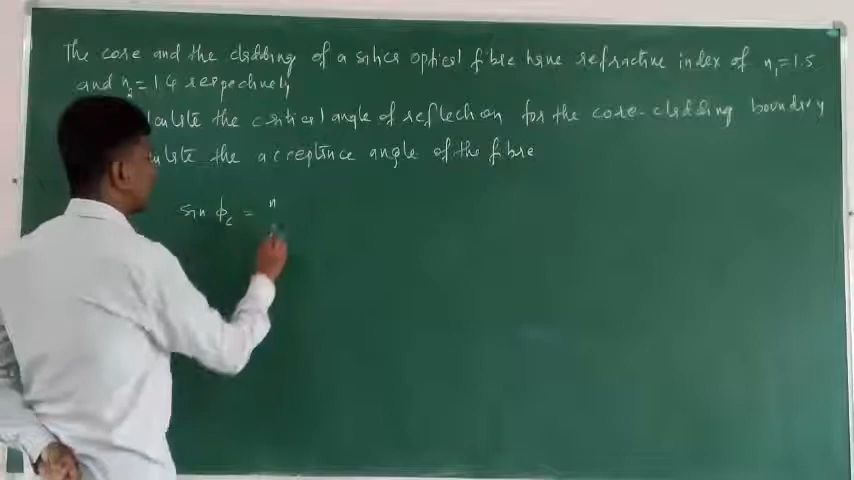 The core and the cladding of a silica optical fibre have refractive index of n₁=1.5
and n₂=1.4 respectively
the critical angle of reflection for the core-cladding boundary
the acceptance angle of the fibre
sin ϕc = n